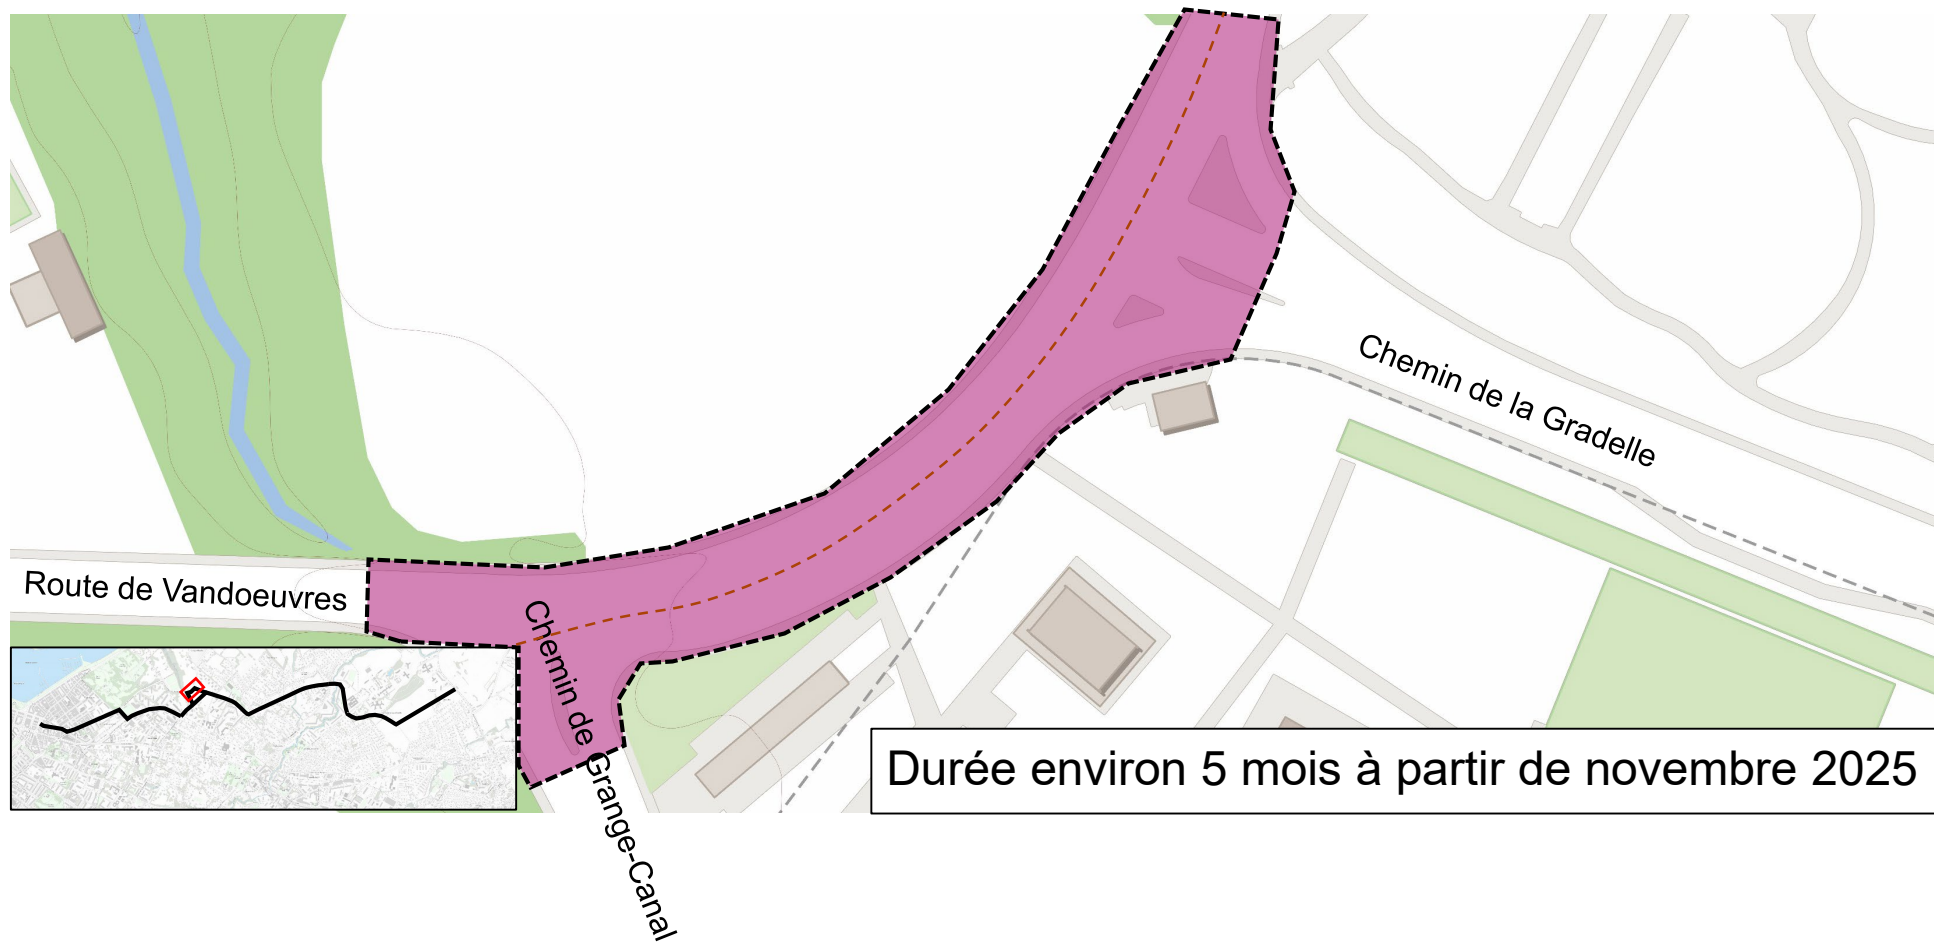 Chemin de la Gradelle
Route de Vandoeuvres
Chemin de Grange-Canal
Durée environ 5 mois à partir de novembre 2025